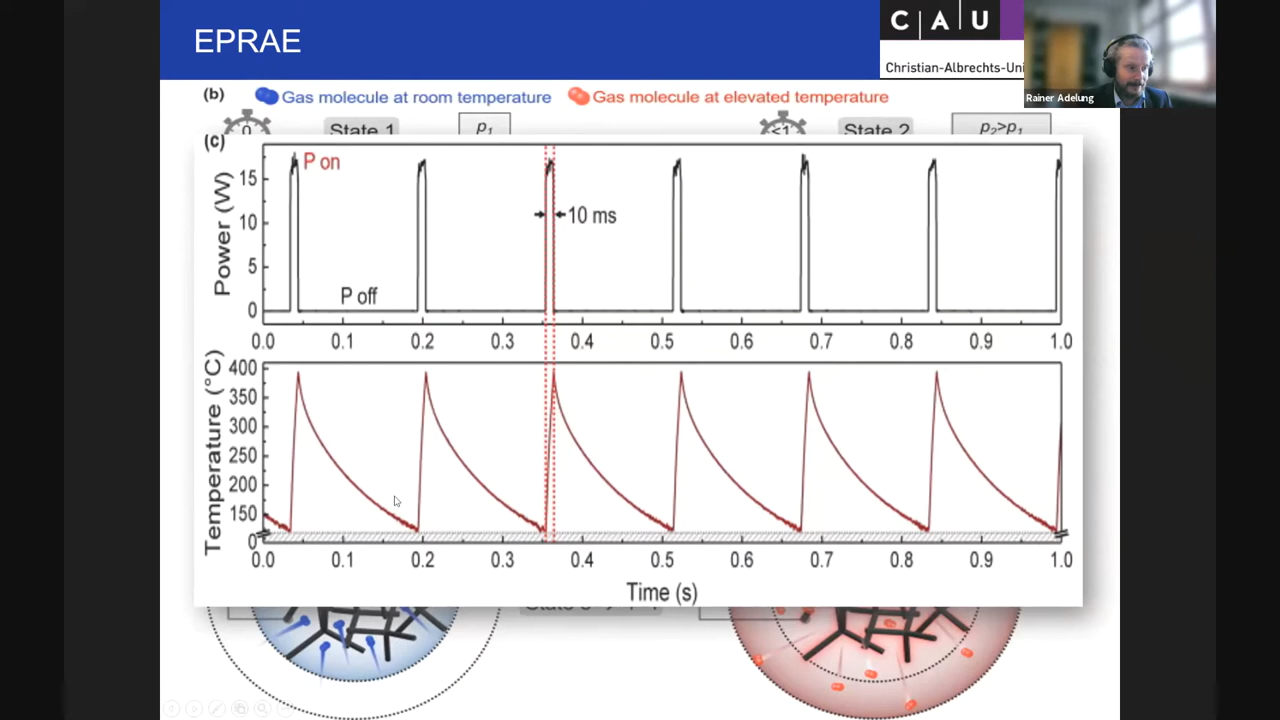 EPRAE
C A U
Christian-Albrechts-Uni
Rainer Adelung
(b) Gas molecule at room temperature Gas molecule at elevated temperature
0 State 1 p1 <1 State 2 p2>p1
(c)
P on
15
10
5
0
Power (W)
10 ms
P off
0.0 0.1 0.2 0.3 0.4 0.5 0.6 0.7 0.8 0.9 1.0
400
350
300
250
200
150
0
Temperature (°C)
0.0 0.1 0.2 0.3 0.4 0.5 0.6 0.7 0.8 0.9 1.0
Time (s)